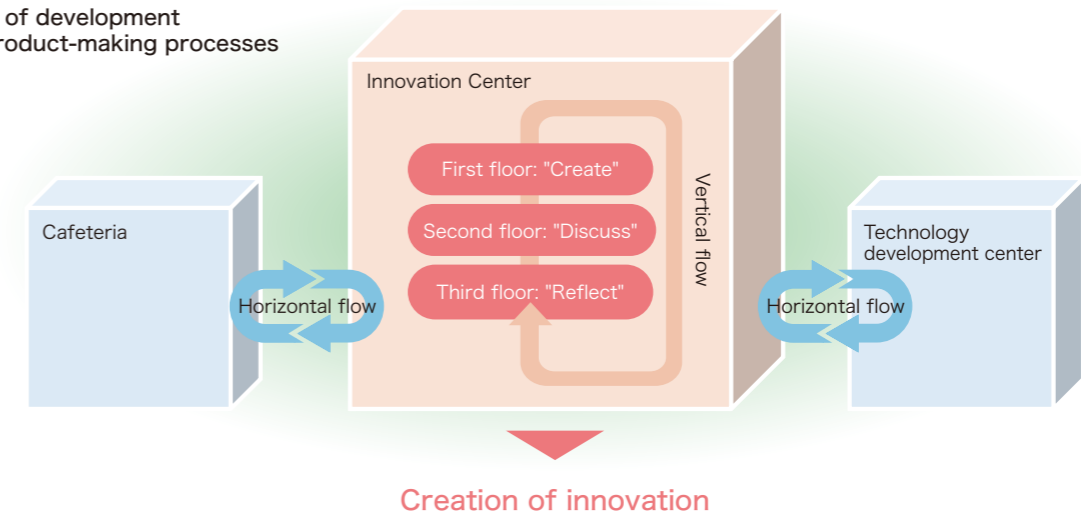 of development
roduct-making processes
Innovation Center
First floor: "Create"
Second floor: "Discuss"
Third floor: "Reflect"
Vertical flow
Cafeteria
Horizontal flow
Technology
development center
Horizontal flow
Creation of innovation